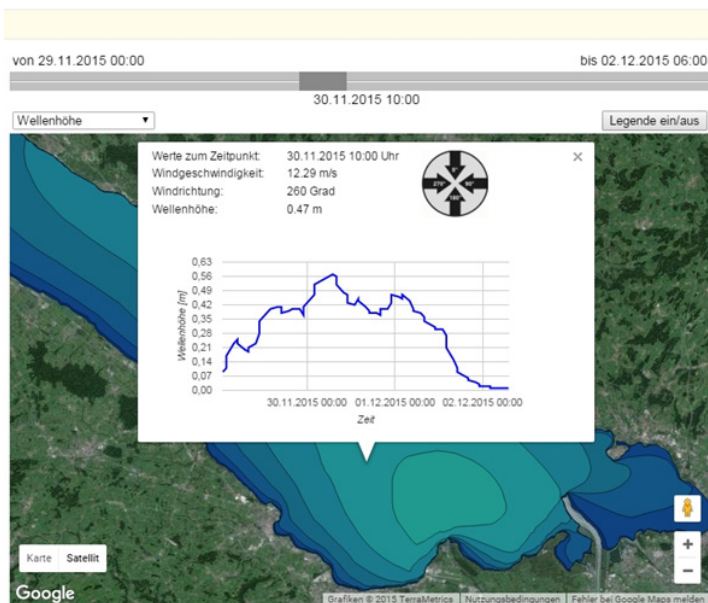 von 29.11.2015 00:00 bis 02.12.2015 06:00
30.11.2015 10:00
Wellenhöhe Legende ein/aus
Werte zum Zeitpunkt: 30.11.2015 10:00 Uhr
Windgeschwindigkeit: 12.29 m/s
Windrichtung: 260 Grad
Wellenhöhe: 0.47 m
0°
270° 90°
180°
0,63
0,56
0,49
0,42
0,35
0,28
0,21
0,14
0,07
0,00
Wellenhöhe [m]
30.11.2015 00:00 01.12.2015 00:00 02.12.2015 00:00
Zeit
Karte Satellit
Google
Grafiken © 2015 TerraMetrics Nutzungsbedingungen Fehler bei Google Maps melden